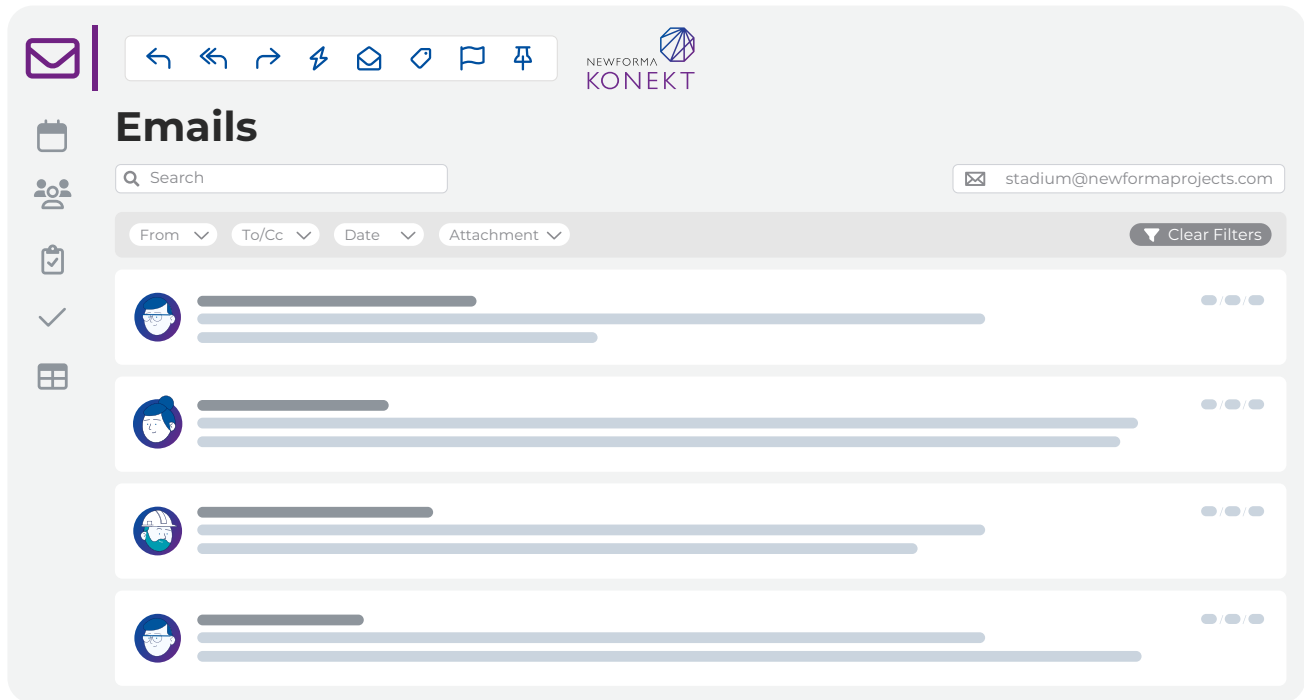 NEWFORMA
KONEKT
Emails
Search
stadium@newformaprojects.com
From
To/Cc
Date
Attachment
Clear Filters